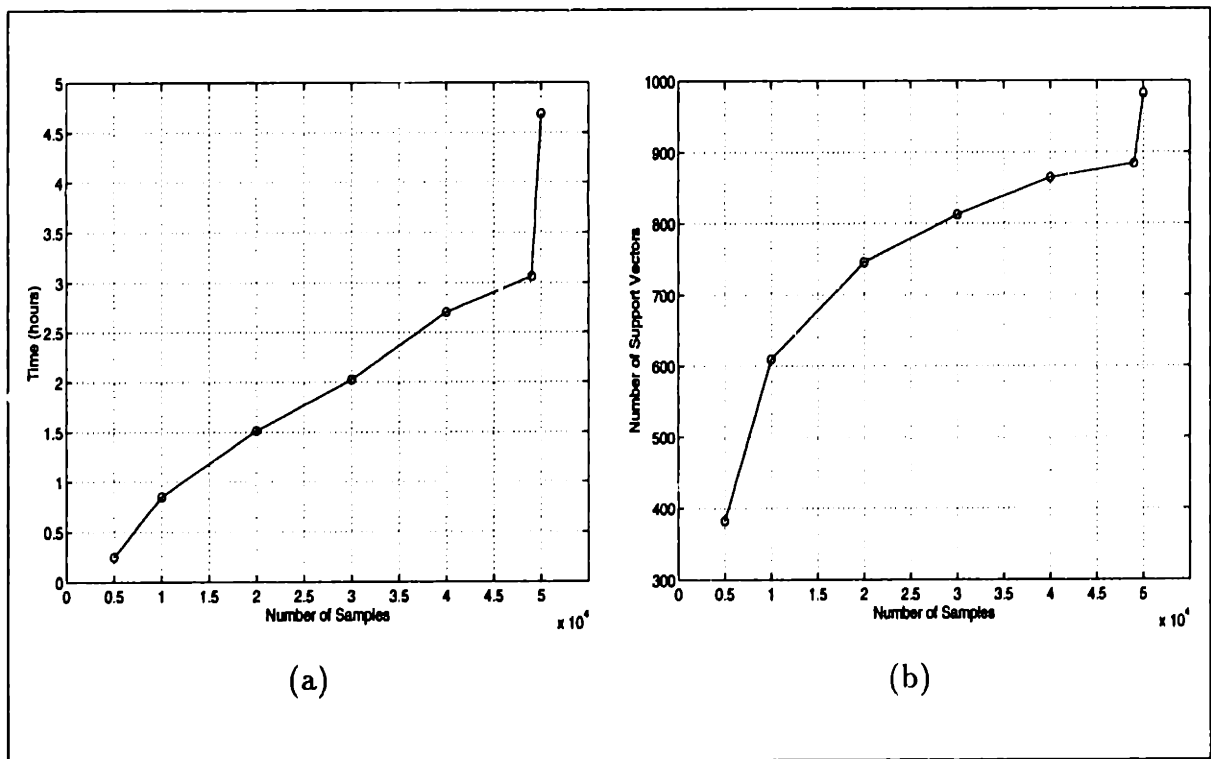 5
4.5
4
3.5
3
2.5
2
1.5
1
0.5
0
Time (hours)
0 0.5 1 1.5 2 2.5 3 3.5 4 4.5 5
Number of Samples
x 10^4
(a)
1000
900
800
700
600
500
400
300
Number of Support Vectors
0 0.5 1 1.5 2 2.5 3 3.5 4 4.5 5
Number of Samples
x 10^4
(b)